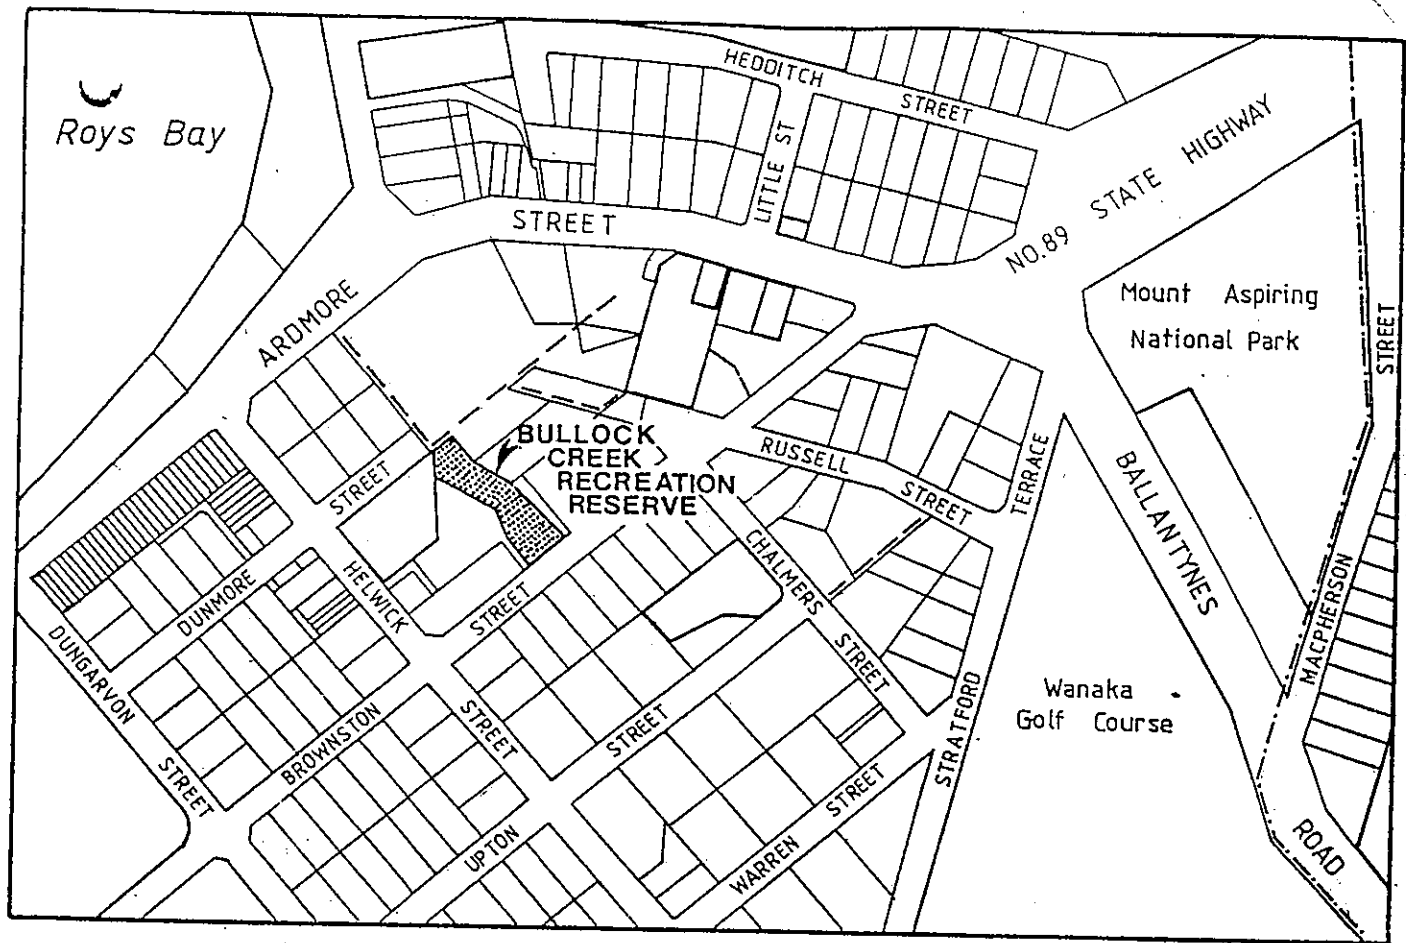 HEDDITCH STREET
Roys Bay
LITTLE ST
NO.89 STATE HIGHWAY
ARDMORE STREET
Mount Aspiring
National Park
STREET
BULLOCK
CREEK
RECREATION
RESERVE
RUSSELL STREET
TERRACE
BALLANTYNES
MACPHERSON
STREET
DUNMORE
HELWICK
STREET
CHALMERS STREET
DUNGARVON STREET
BROWNSTON
STREET
STREET
Wanaka
Golf Course
STRATFORD
UPTON
WARREN STREET
ROAD